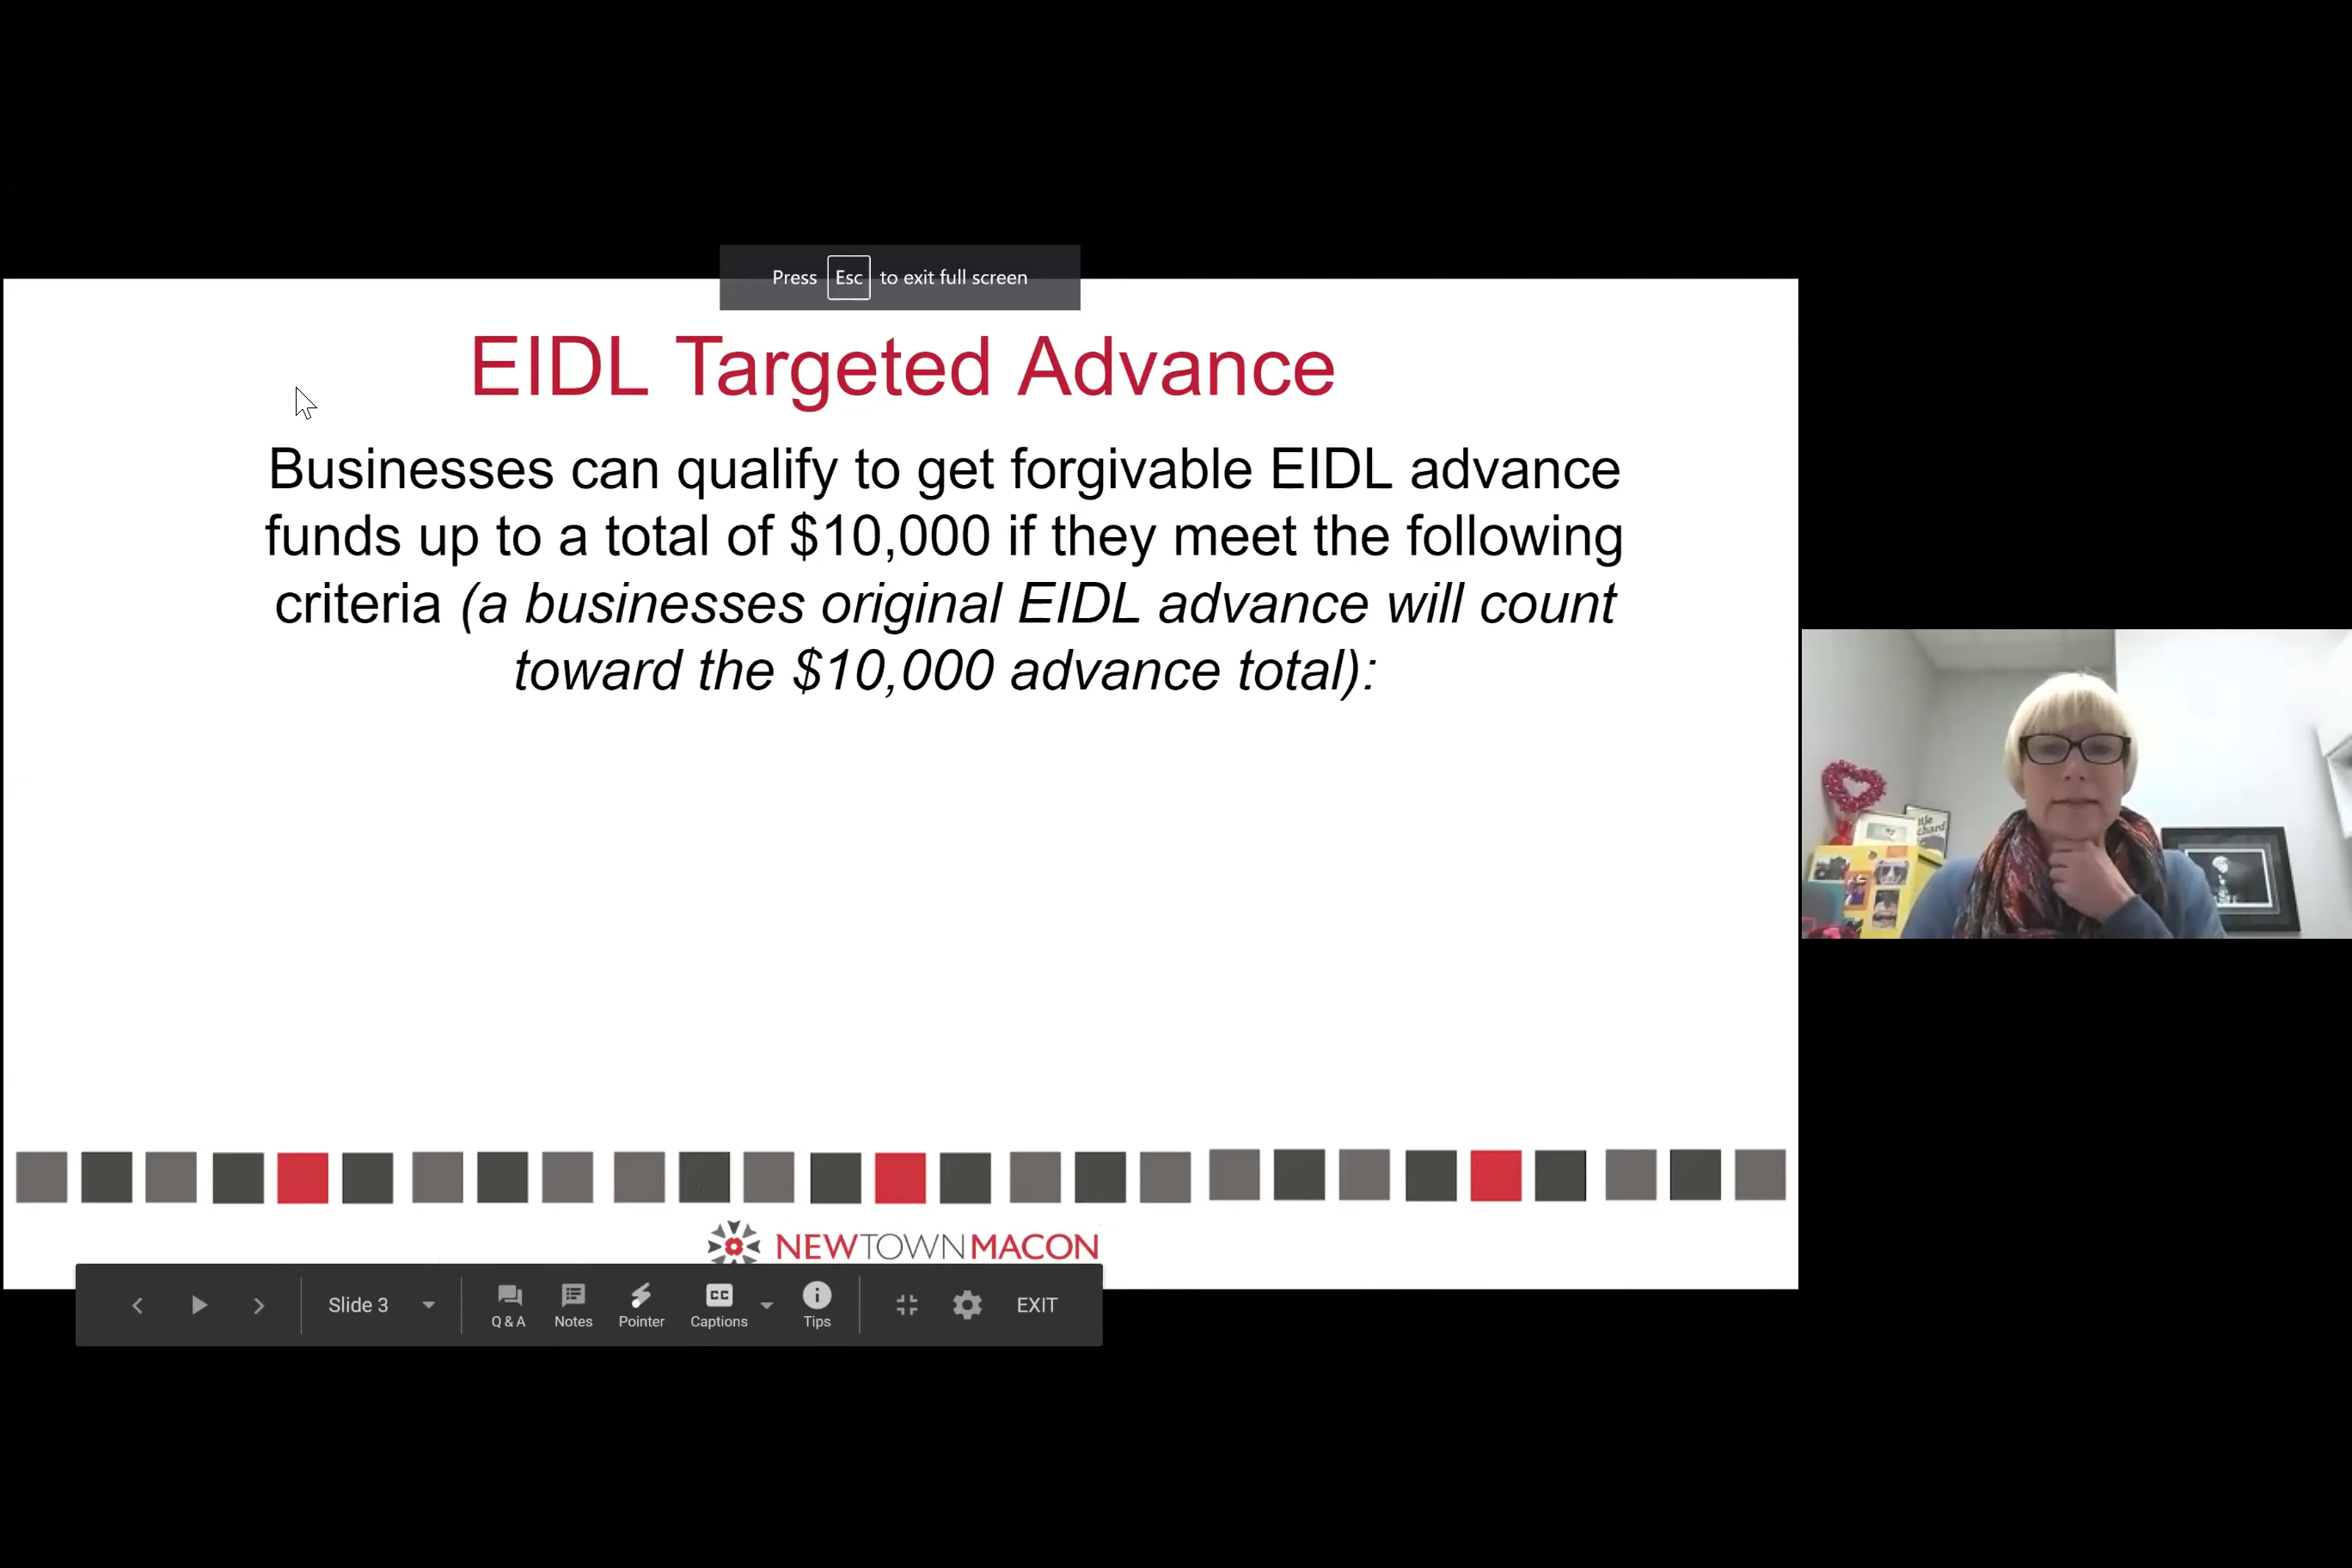 Press Esc to exit full screen
EIDL Targeted Advance
Businesses can qualify to get forgivable EIDL advance
funds up to a total of $10,000 if they meet the following
criteria (a businesses original EIDL advance will count
toward the $10,000 advance total):
NEWTOWNMACON
Slide 3
Q & A
Notes
Pointer
CC
Captions
Tips
EXIT